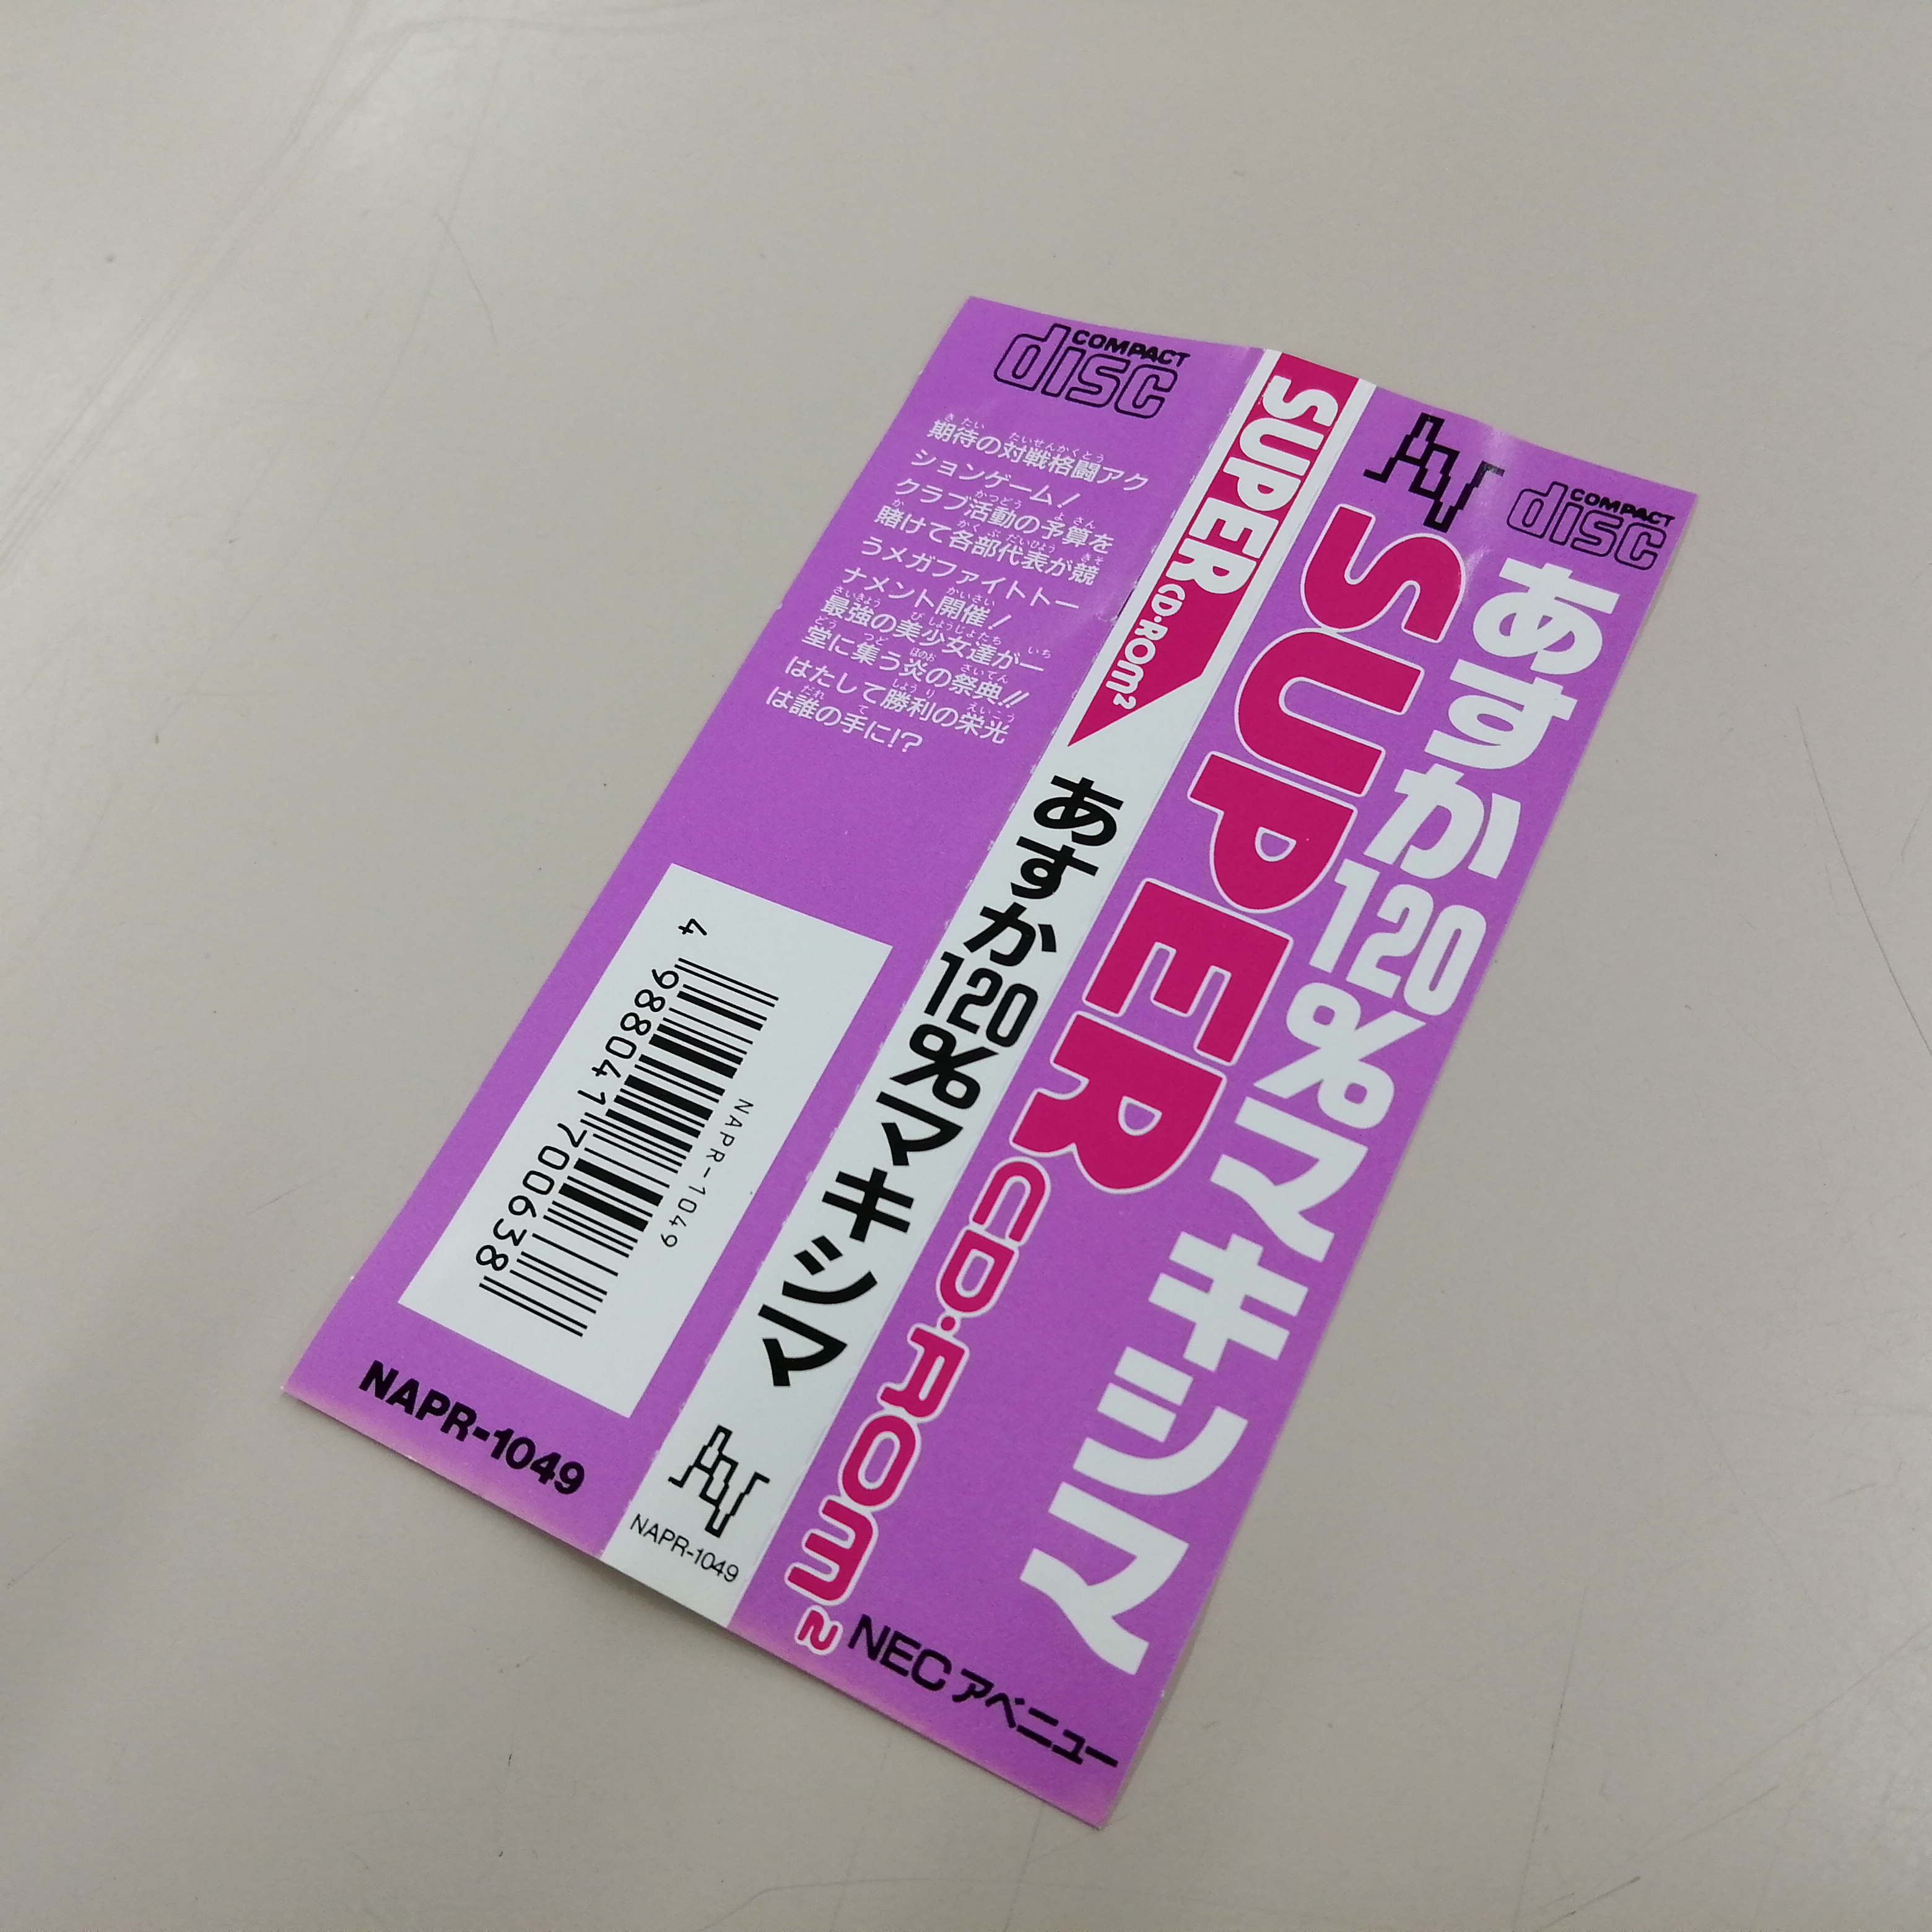 COMPACT
disc
期待の対戦格闘アク
ションゲーム！
クラブ活動の予算を
賭けて各部代表が競
うメガファイトトー
ナメント開催！
最強の美少女達が一
堂に集う炎の祭典!!
はたして勝利の栄光
は誰の手に!?
4 988041 700638
NAPR-1049
NAPR-1049
SUPER CD-ROM2
あすか120%マキシマ
AV
NAPR-1049
AV
COMPACT
disc
あすか120%マキシマ
SUPER CD-ROM2
NECアベニュー